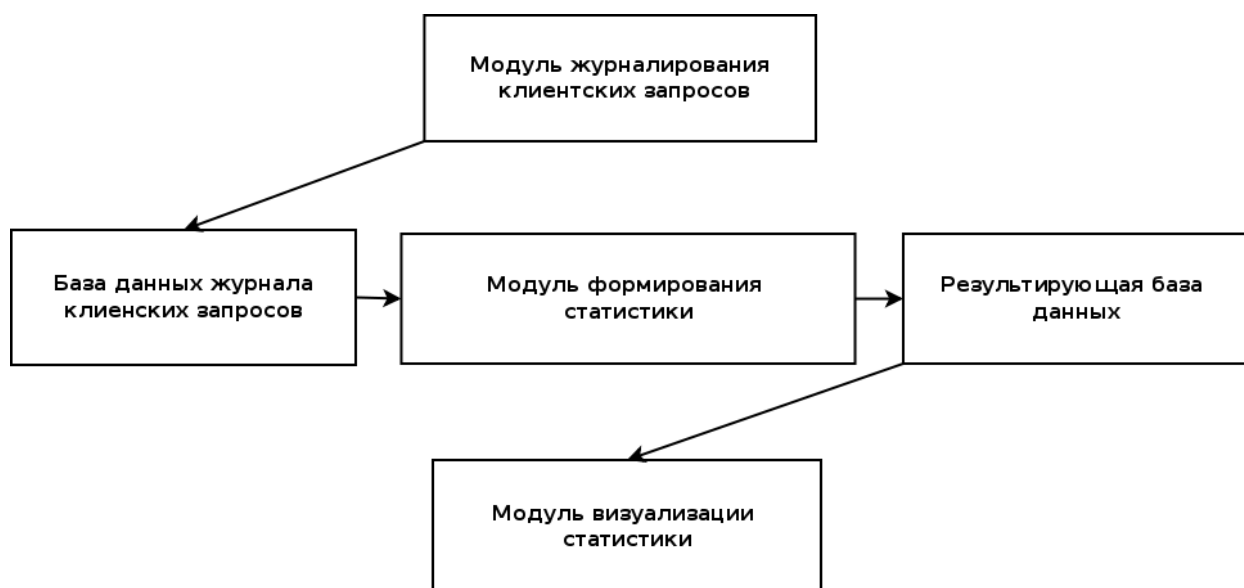 Модуль журналирования
клиентских запросов
База данных журнала
клиенских запросов
Модуль формирования
статистики
Результирующая база
данных
Модуль визуализации
статистики